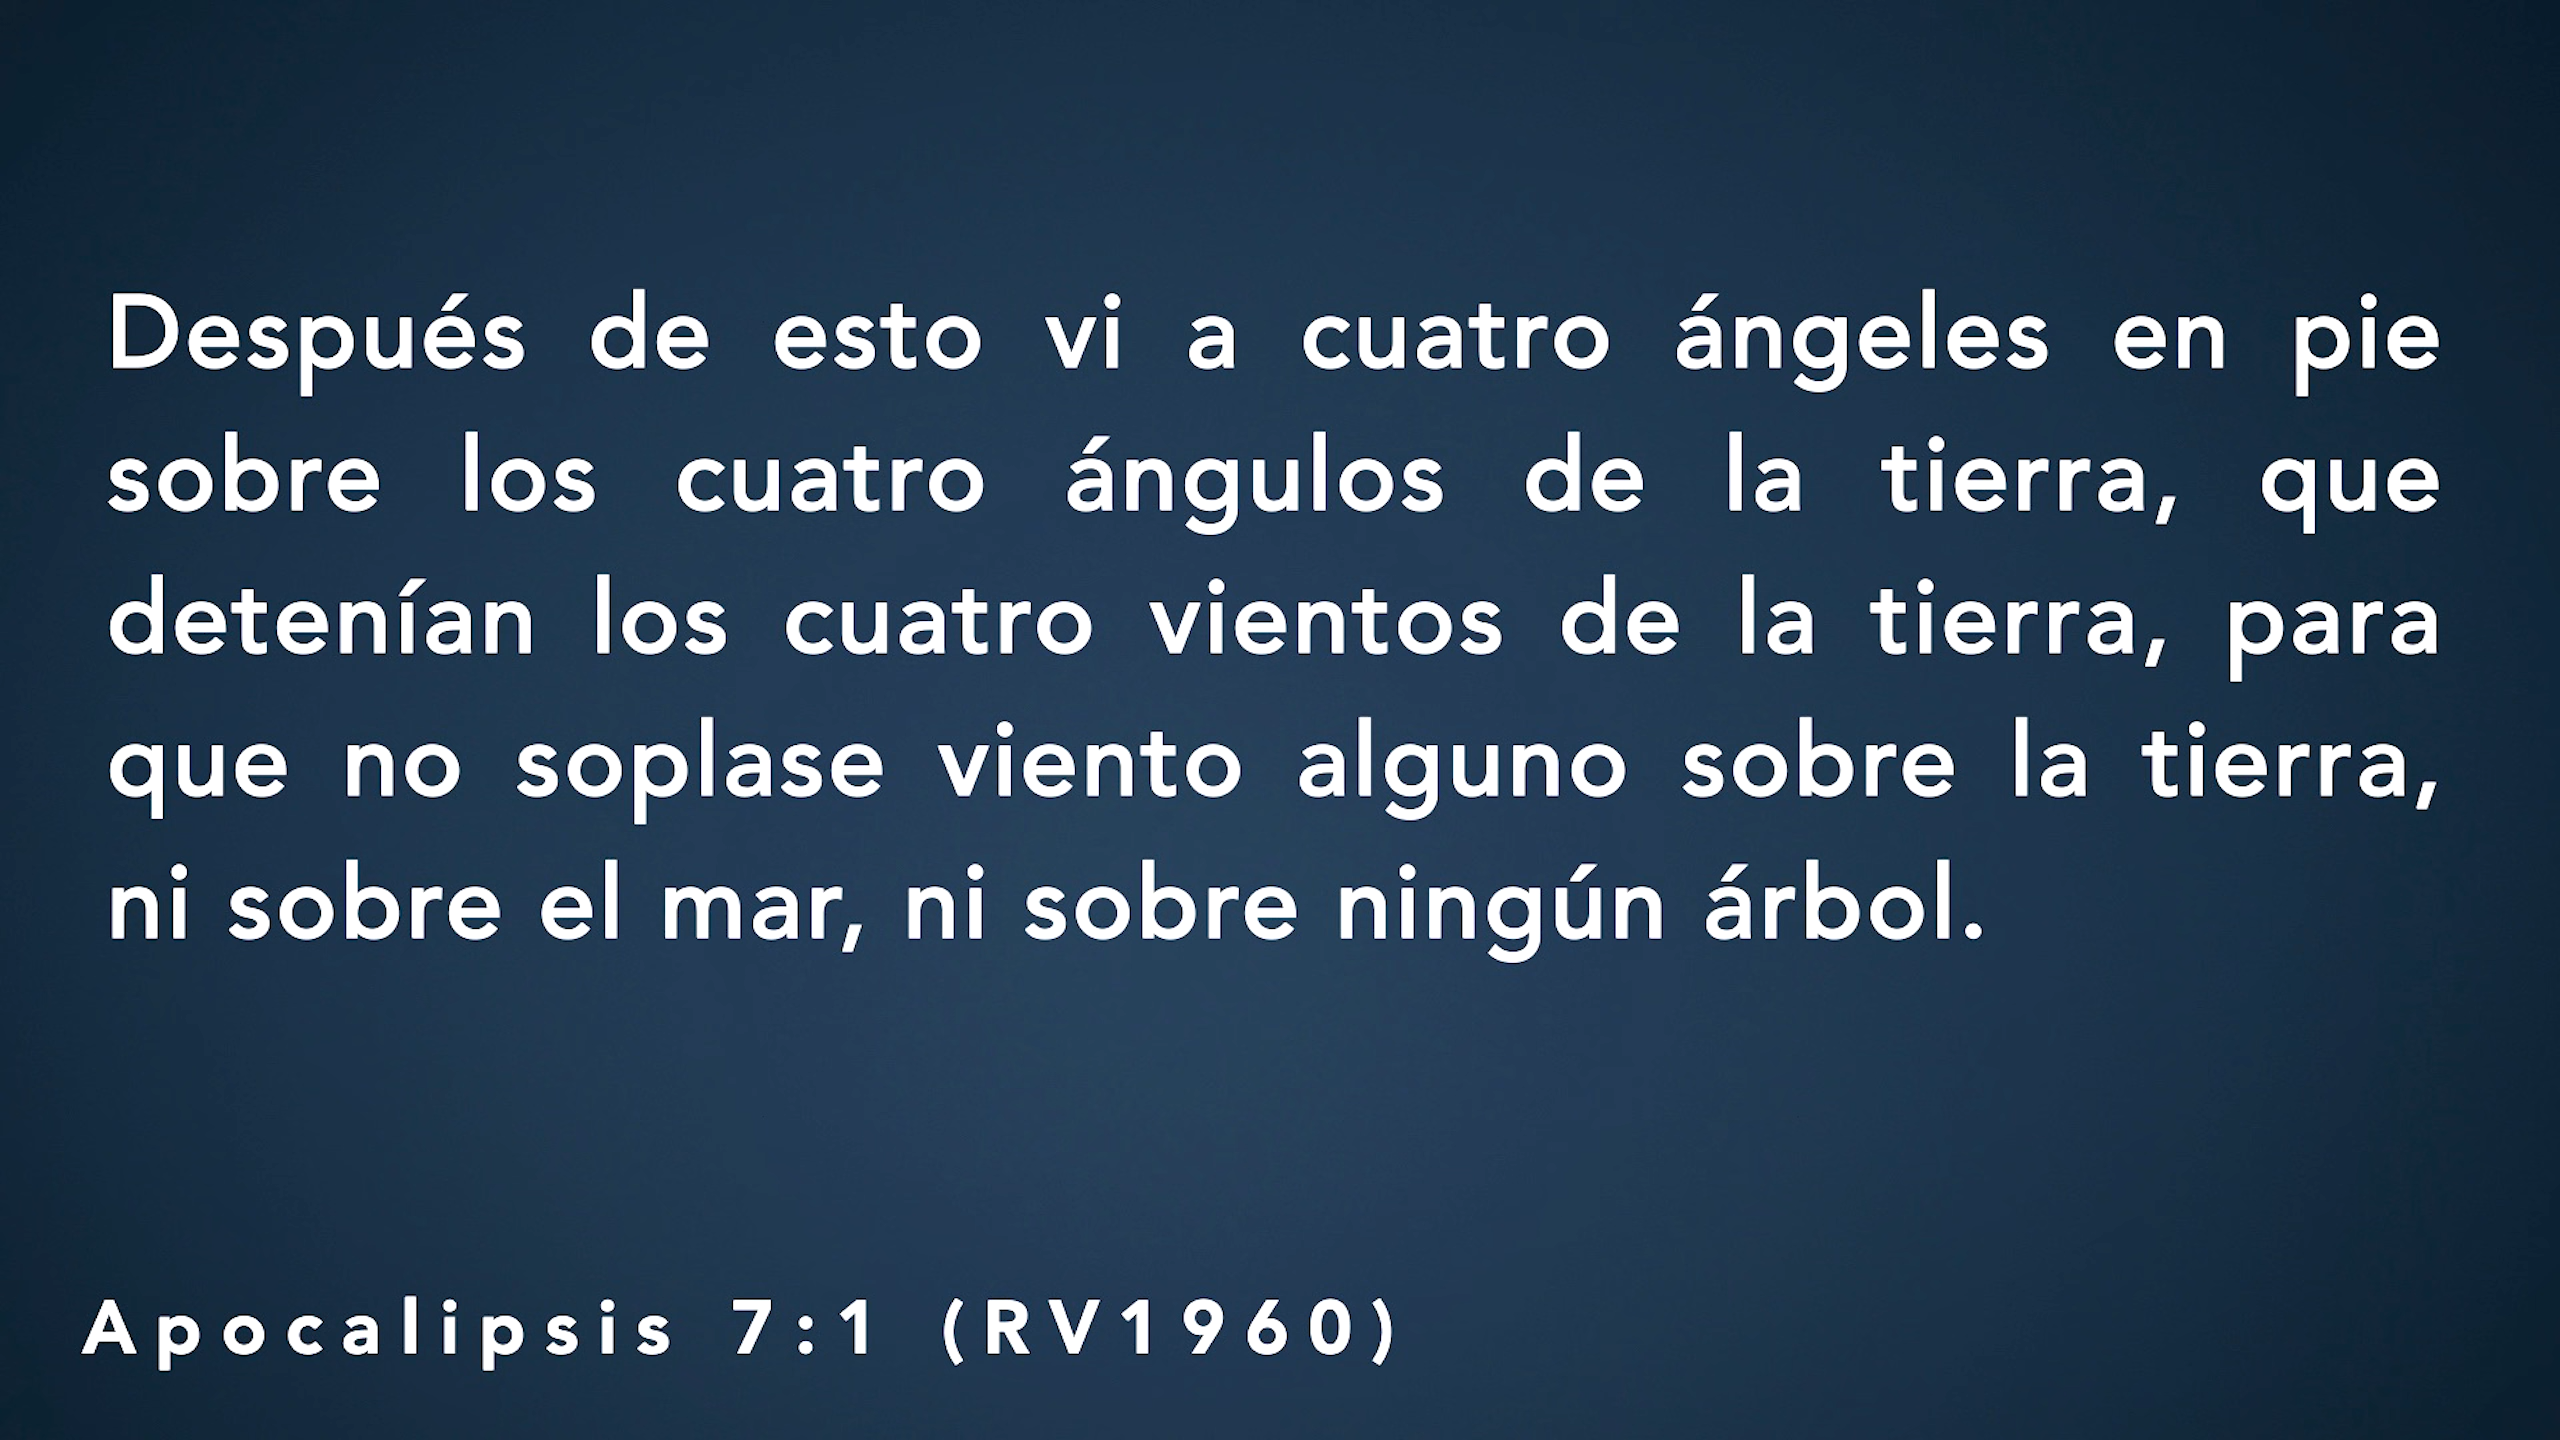 Después de esto vi a cuatro ángeles en pie
sobre los cuatro ángulos de la tierra, que
detenían los cuatro vientos de la tierra, para
que no soplase viento alguno sobre la tierra,
ni sobre el mar, ni sobre ningún árbol.
Apocalipsis 7:1 (RV1960)